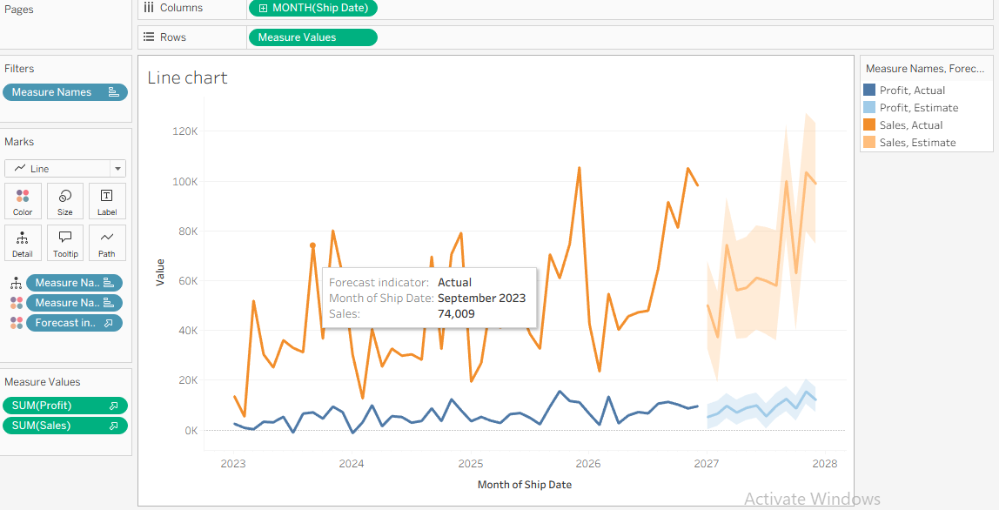 Pages
Columns
MONTH(Ship Date)
Rows
Measure Values
Filters
Measure Names
Marks
Line
Color Size Label
Detail Tooltip Path
Measure Na..
Measure Na..
Forecast in..
Measure Values
SUM(Profit)
SUM(Sales)
Line chart
120K
100K
80K
60K
40K
20K
0K
Value
Forecast indicator: Actual
Month of Ship Date: September 2023
Sales: 74,009
2023 2024 2025 2026 2027 2028
Month of Ship Date
Measure Names, Forec...
Profit, Actual
Profit, Estimate
Sales, Actual
Sales, Estimate
Activate Windows